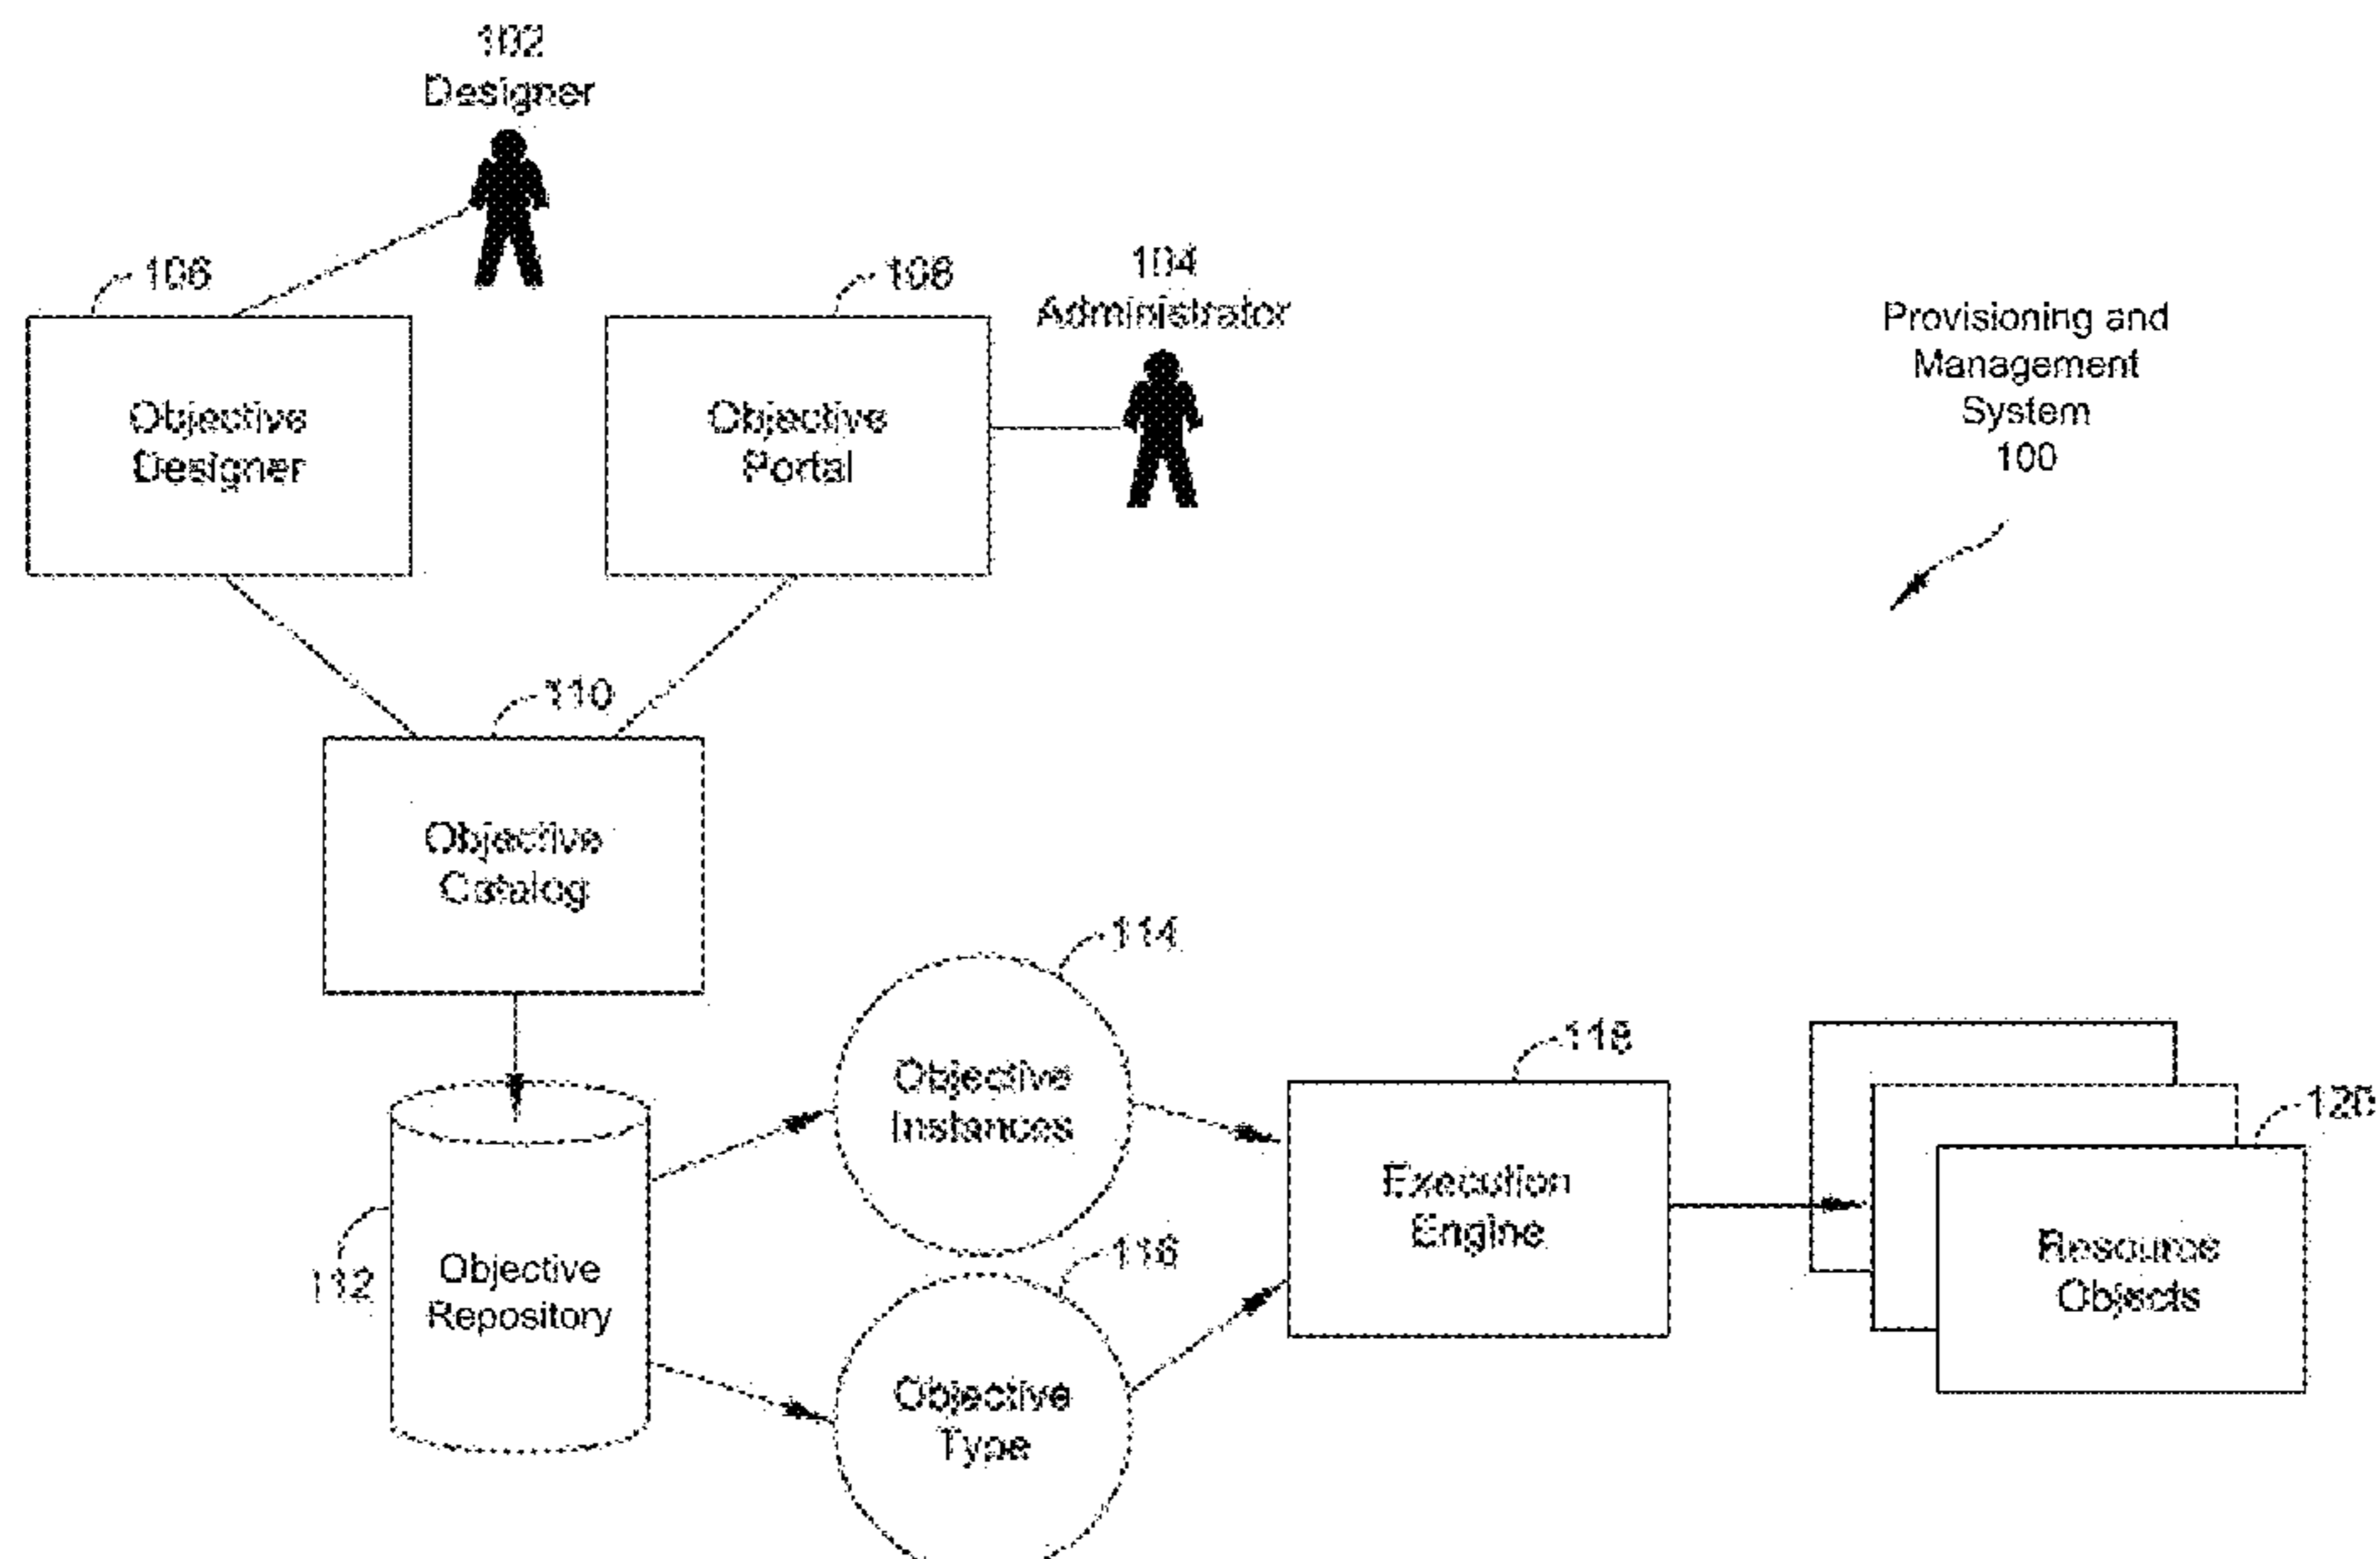 102
Designer
106
108
104
Administrator
Objective
Designer
Objective
Portal
Provisioning and
Management
System
100
110
Objective
Catalog
114
Objective
Instances
118
Execution
Engine
120
Resource
Objects
112
Objective
Repository
116
Objective
Type